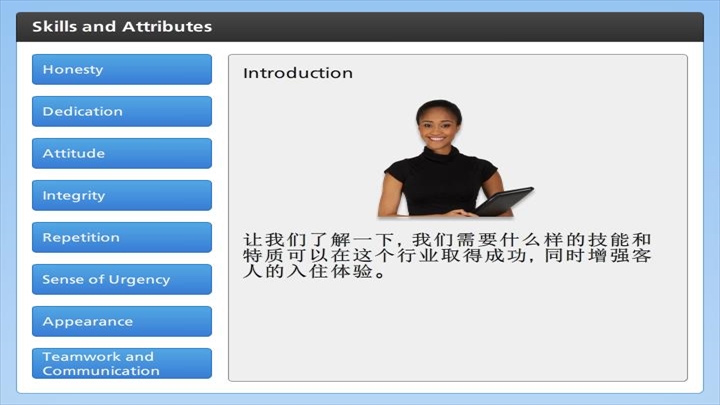 Skills and Attributes
Honesty
Dedication
Attitude
Integrity
Repetition
Sense of Urgency
Appearance
Teamwork and
Communication
Introduction
让我们了解一下, 我们需要什么样的技能和
特质可以在这个行业取得成功, 同时增强客
人的入住体验。